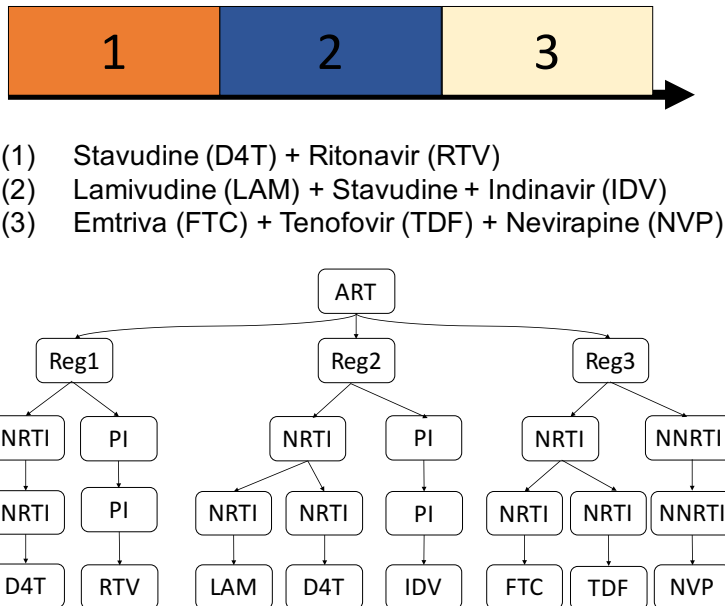 1 2 3
(1) Stavudine (D4T) + Ritonavir (RTV)
(2) Lamivudine (LAM) + Stavudine + Indinavir (IDV)
(3) Emtriva (FTC) + Tenofovir (TDF) + Nevirapine (NVP)
ART
Reg1 Reg2 Reg3
NRTI PI NRTI PI NRTI NNRTI
NRTI PI NRTI NRTI PI NRTI NRTI NNRTI
D4T RTV LAM D4T IDV FTC TDF NVP